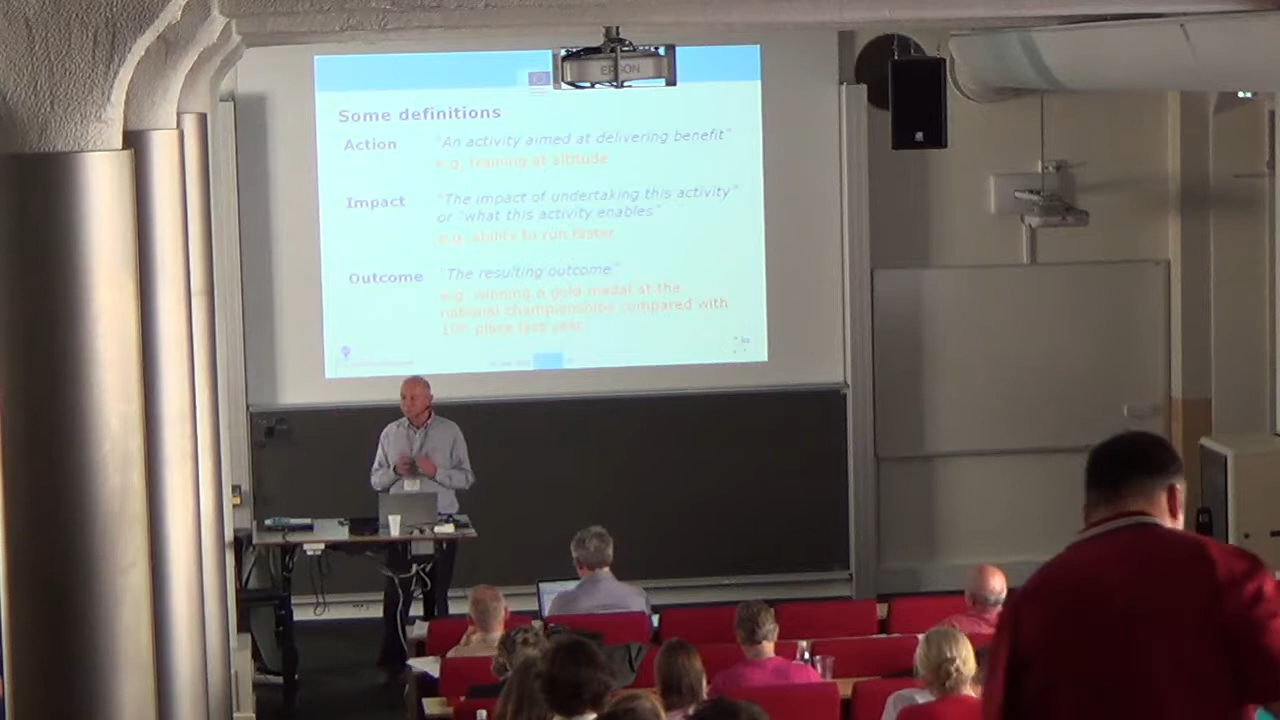 EPSON
Some definitions
Action "An activity aimed at delivering benefit"
e.g. training at altitude
Impact "The impact of undertaking this activity"
or "what this activity enables"
e.g. ability to run faster
Outcome "The resulting outcome"
e.g. winning a gold medal at the
national championships compared with
10th place last year